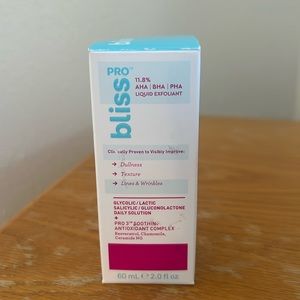 bliss
PRO™
11.8%
AHA | BHA | PHA
LIQUID EXFOLIANT
Clinically Proven to Visibly Improve:
→ Dullness
→ Texture
→ Lines & Wrinkles
GLYCOLIC / LACTIC
SALICYLIC / GLUCONOLACTONE
DAILY SOLUTION
+
PRO 3™ SOOTHING
ANTIOXIDANT COMPLEX
Resveratrol, Chamomile,
Ceramide NG
60 mL ℮ 2.0 fl oz